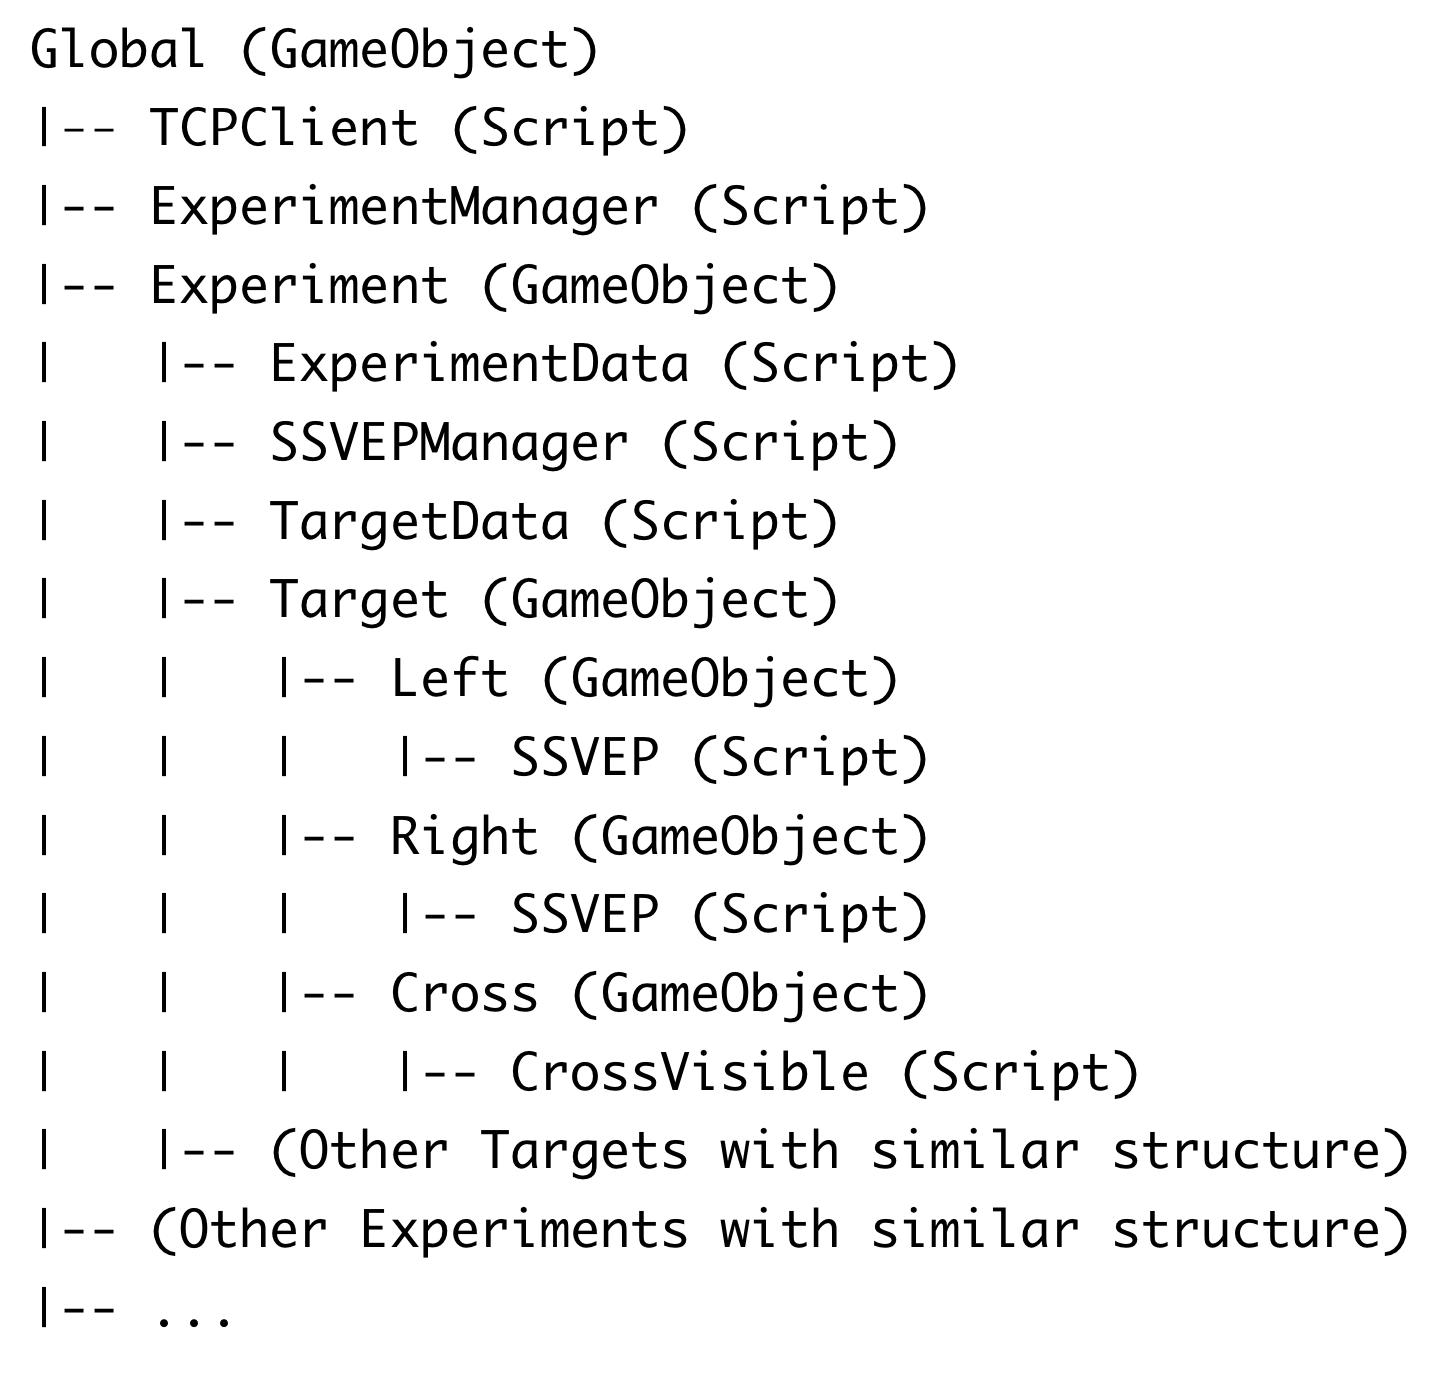 Global (GameObject)
|-- TCPClient (Script)
|-- ExperimentManager (Script)
|-- Experiment (GameObject)
|   |-- ExperimentData (Script)
|   |-- SSVEPManager (Script)
|   |-- TargetData (Script)
|   |-- Target (GameObject)
|   |   |-- Left (GameObject)
|   |   |   |-- SSVEP (Script)
|   |   |-- Right (GameObject)
|   |   |   |-- SSVEP (Script)
|   |   |-- Cross (GameObject)
|   |   |   |-- CrossVisible (Script)
|   |-- (Other Targets with similar structure)
|-- (Other Experiments with similar structure)
|-- ...